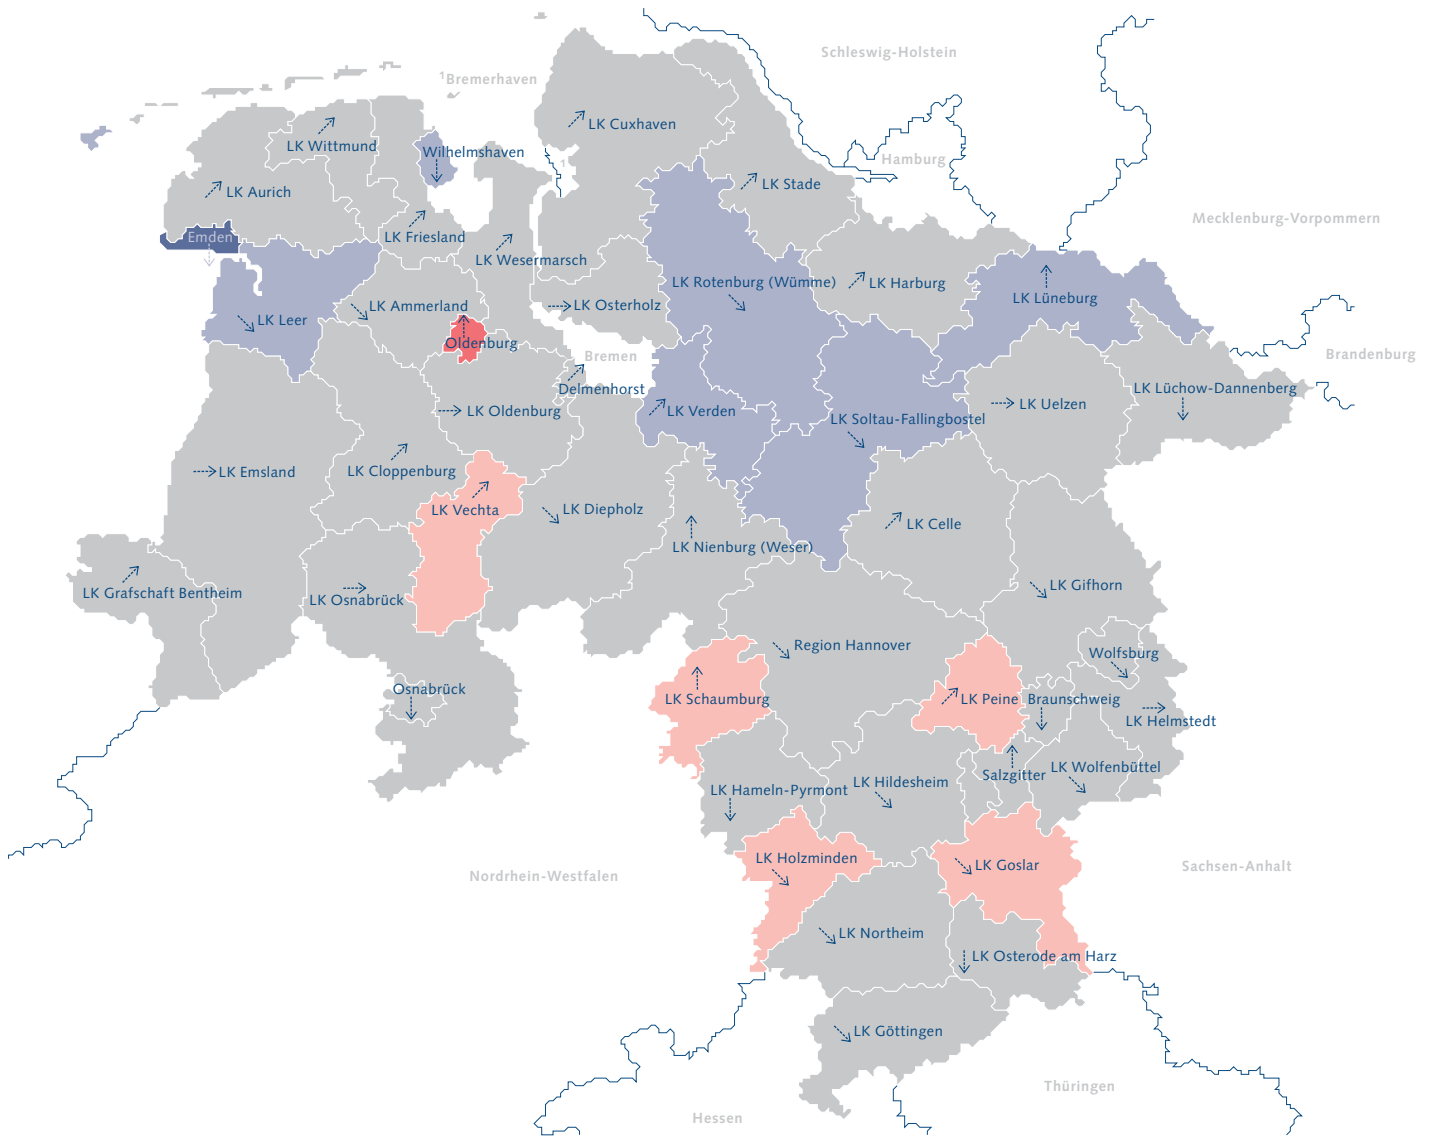 Schleswig-Holstein
¹Bremerhaven
LK Cuxhaven
LK Wittmund
Wilhelmshaven
1
Hamburg
LK Aurich
LK Stade
Mecklenburg-Vorpommern
Emden
LK Friesland
LK Wesermarsch
LK Rotenburg (Wümme)
LK Harburg
LK Lüneburg
LK Ammerland
LK Osterholz
LK Leer
Oldenburg
Bremen
Brandenburg
Delmenhorst
LK Lüchow-Dannenberg
LK Oldenburg
LK Verden
LK Uelzen
LK Soltau-Fallingbostel
LK Emsland
LK Cloppenburg
LK Vechta
LK Diepholz
LK Celle
LK Nienburg (Weser)
LK Grafschaft Bentheim
LK Osnabrück
LK Gifhorn
Region Hannover
Wolfsburg
Osnabrück
LK Schaumburg
LK Peine
Braunschweig
LK Helmstedt
LK Wolfenbüttel
Salzgitter
LK Hildesheim
LK Hameln-Pyrmont
LK Holzminden
LK Goslar
Sachsen-Anhalt
Nordrhein-Westfalen
LK Northeim
LK Osterode am Harz
LK Göttingen
Thüringen
Hessen